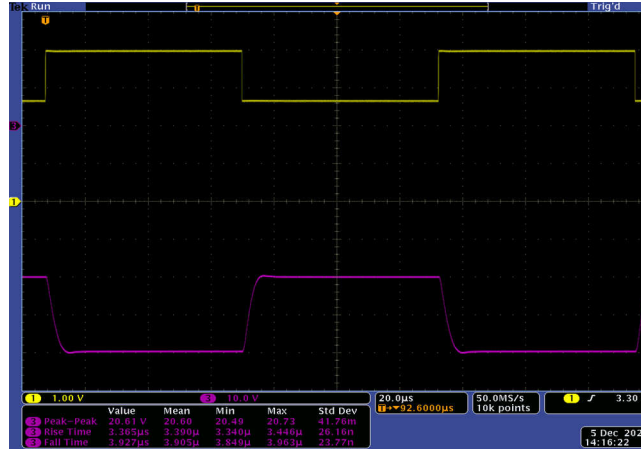 Tek Run Trig'd
T
T
3
1
1 1.00 V 3 10.0 V 20.0µs 50.0MS/s 1 3.30
T→▼92.6000µs 10k points
Value Mean Min Max Std Dev
3 Peak-Peak 20.61 V 20.60 20.49 20.73 41.76m
3 Rise Time 3.365µs 3.390µ 3.340µ 3.446µ 26.16n
3 Fall Time 3.927µs 3.905µ 3.849µ 3.963µ 23.77n
5 Dec 202
14:16:22